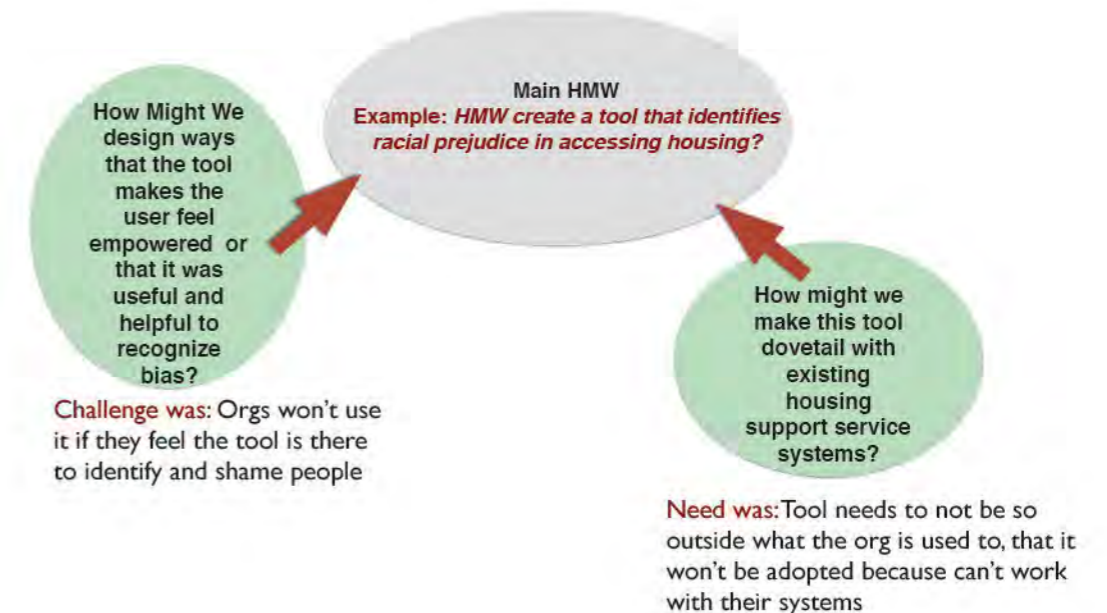 Main HMW
Example: HMW create a tool that identifies
racial prejudice in accessing housing?
How Might We
design ways
that the tool
makes the
user feel
empowered or
that it was
useful and
helpful to
recognize
bias?
Challenge was: Orgs won't use
it if they feel the tool is there
to identify and shame people
How might we
make this tool
dovetail with
existing
housing
support service
systems?
Need was: Tool needs to not be so
outside what the org is used to, that it
won't be adopted because can't work
with their systems